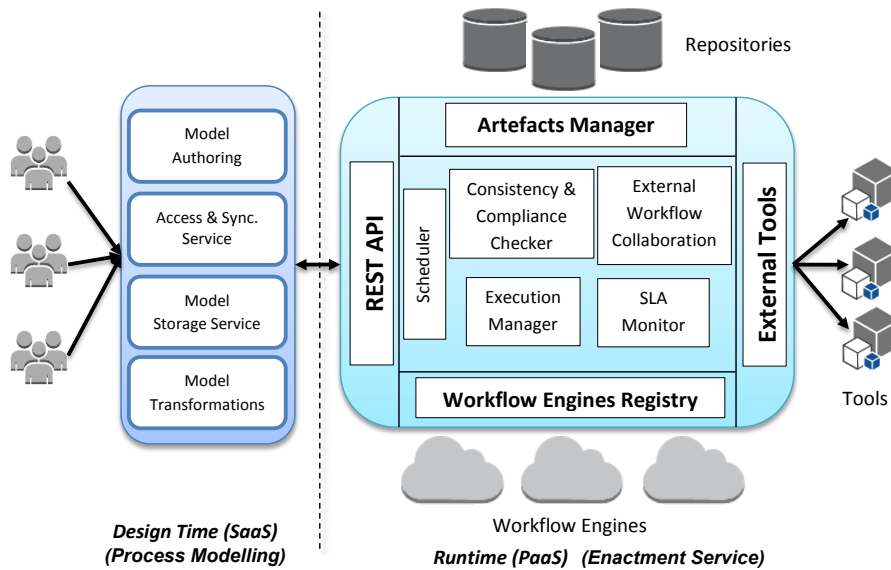 Repositories
Model
Authoring
Access & Sync.
Service
Model
Storage Service
Model
Transformations
REST API
Artefacts Manager
Scheduler
Consistency &
Compliance
Checker
External
Workflow
Collaboration
Execution
Manager
SLA
Monitor
Workflow Engines Registry
External Tools
Tools
Workflow Engines
Design Time (SaaS)
(Process Modelling)
Runtime (PaaS) (Enactment Service)